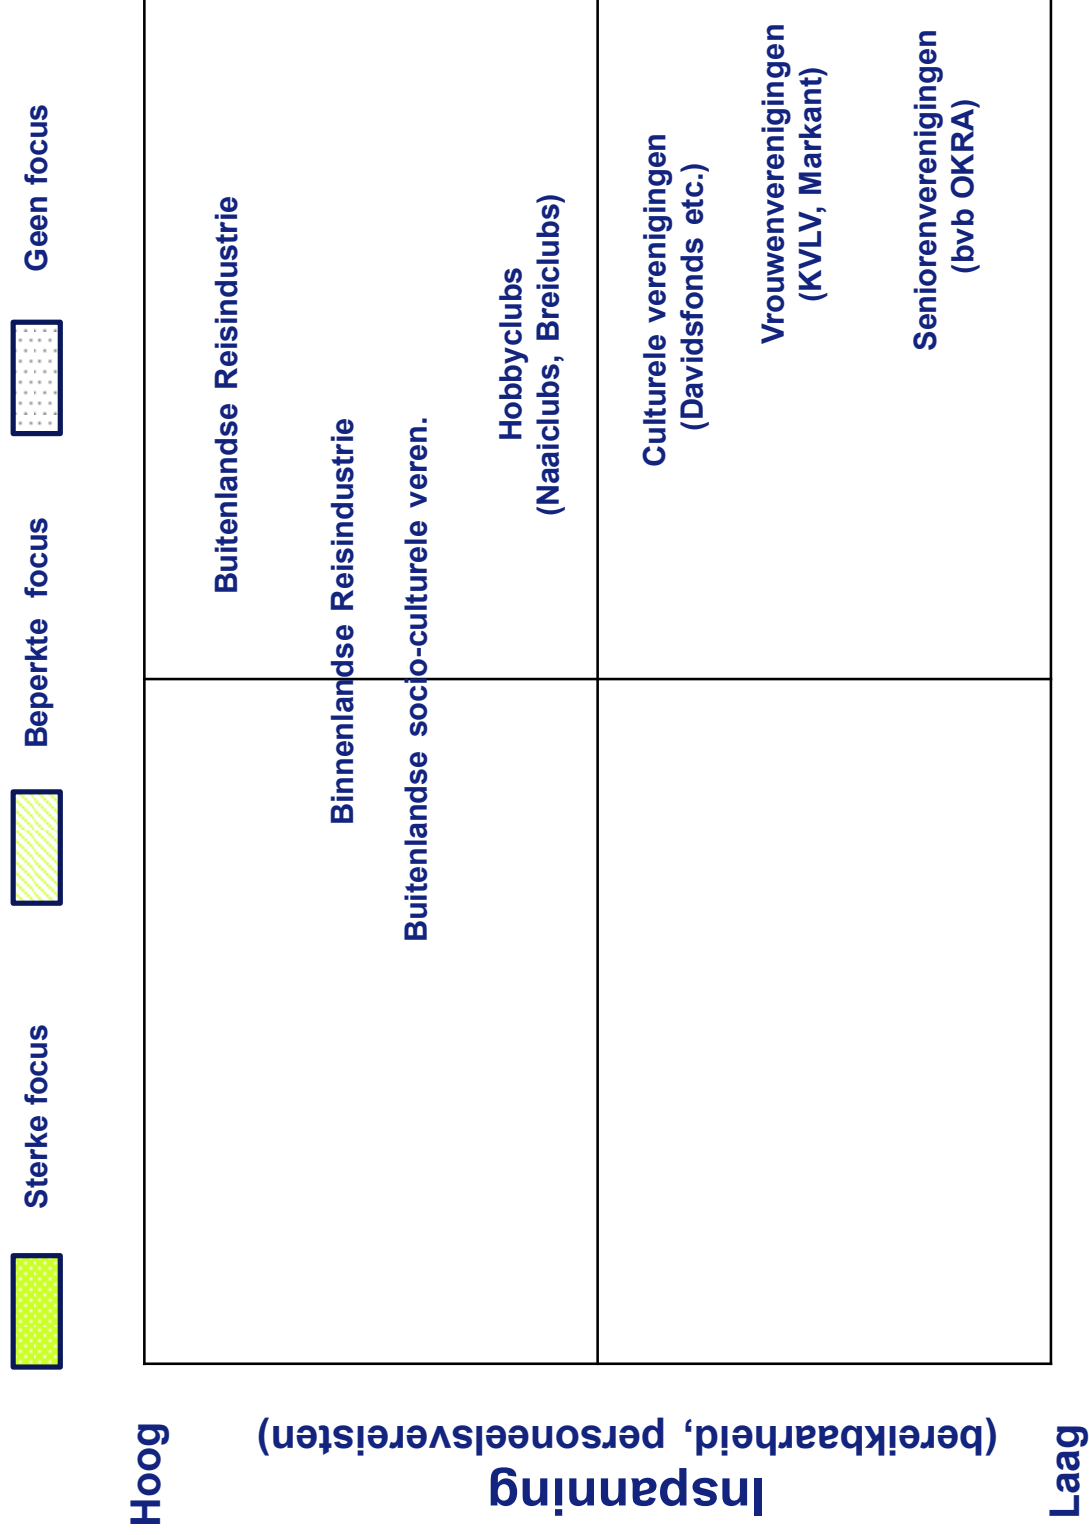 Sterke focus
Beperkte focus
Geen focus
Hoog
Inspanning
(bereikbaarheid, personeelsvereisten)
Laag
Buitenlandse Reisindustrie
Binnenlandse Reisindustrie
Buitenlandse socio-culturele veren.
Hobbyclubs
(Naaiclubs, Breiclubs)
Culturele verenigingen
(Davidsfonds etc.)
Vrouwenverenigingen
(KVLV, Markant)
Seniorenverenigingen
(bvb OKRA)